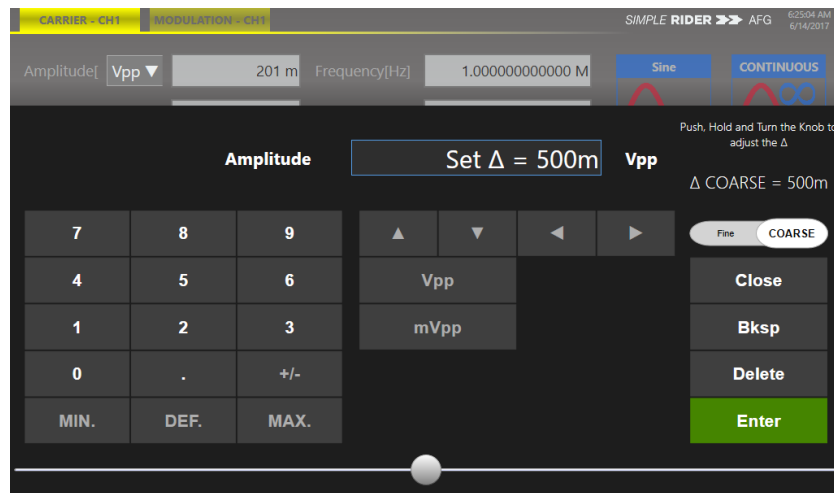 CARRIER - CH1 MODULATION - CH1 SIMPLE RIDER AFG 6:25:04 AM
6/14/2017
Amplitude[ Vpp ▼ 201 m Frequency[Hz] 1.000000000000 M Sine CONTINUOUS
Push, Hold and Turn the Knob to
adjust the Δ
Amplitude Set Δ = 500m Vpp
Δ COARSE = 500m
7 8 9 ▲ ▼ ◀ ▶ Fine COARSE
4 5 6 Vpp Close
1 2 3 mVpp Bksp
0 . +/- Delete
MIN. DEF. MAX. Enter